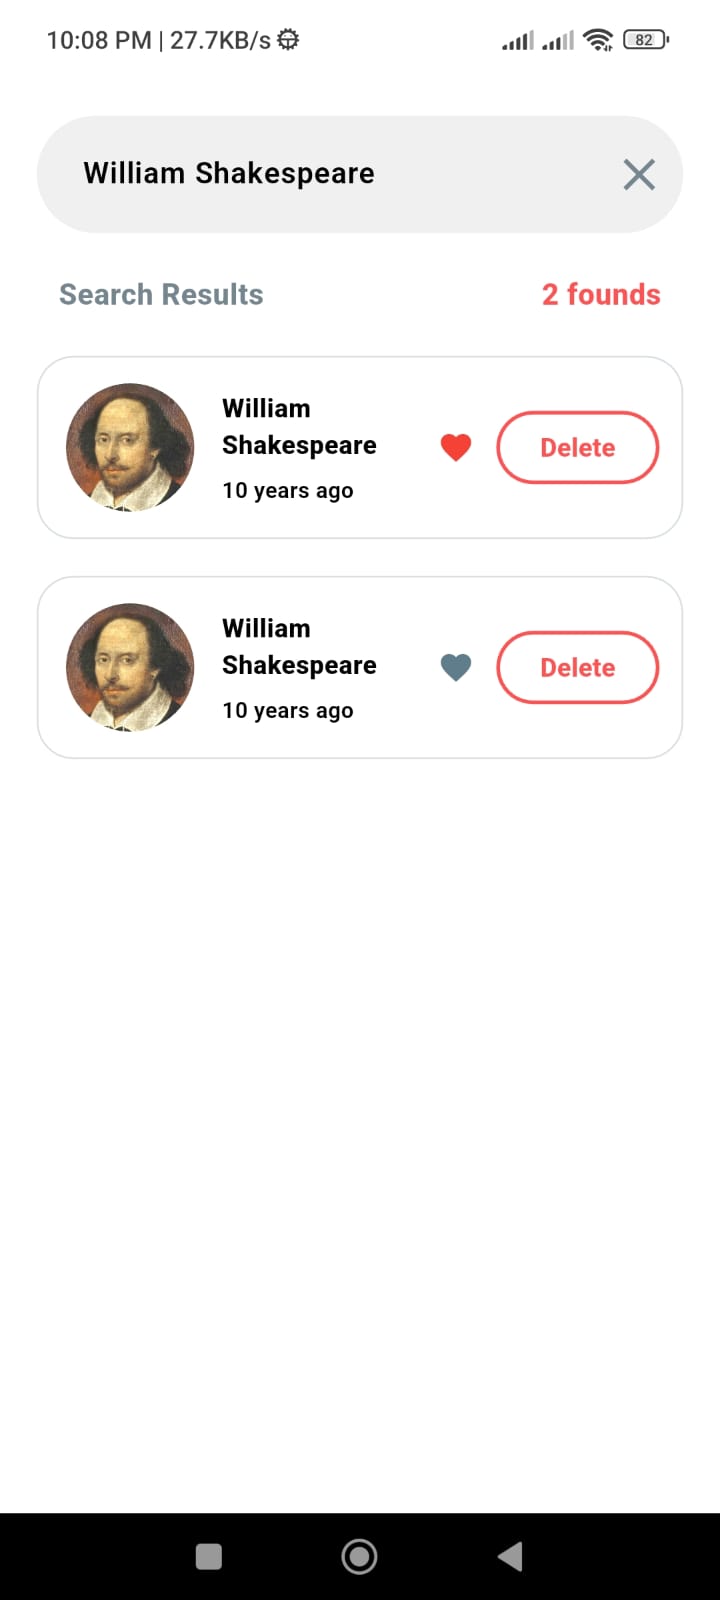 10:08 PM | 27.7KB/s
82
William Shakespeare
Search Results
2 founds
William
Shakespeare
10 years ago
Delete
William
Shakespeare
10 years ago
Delete